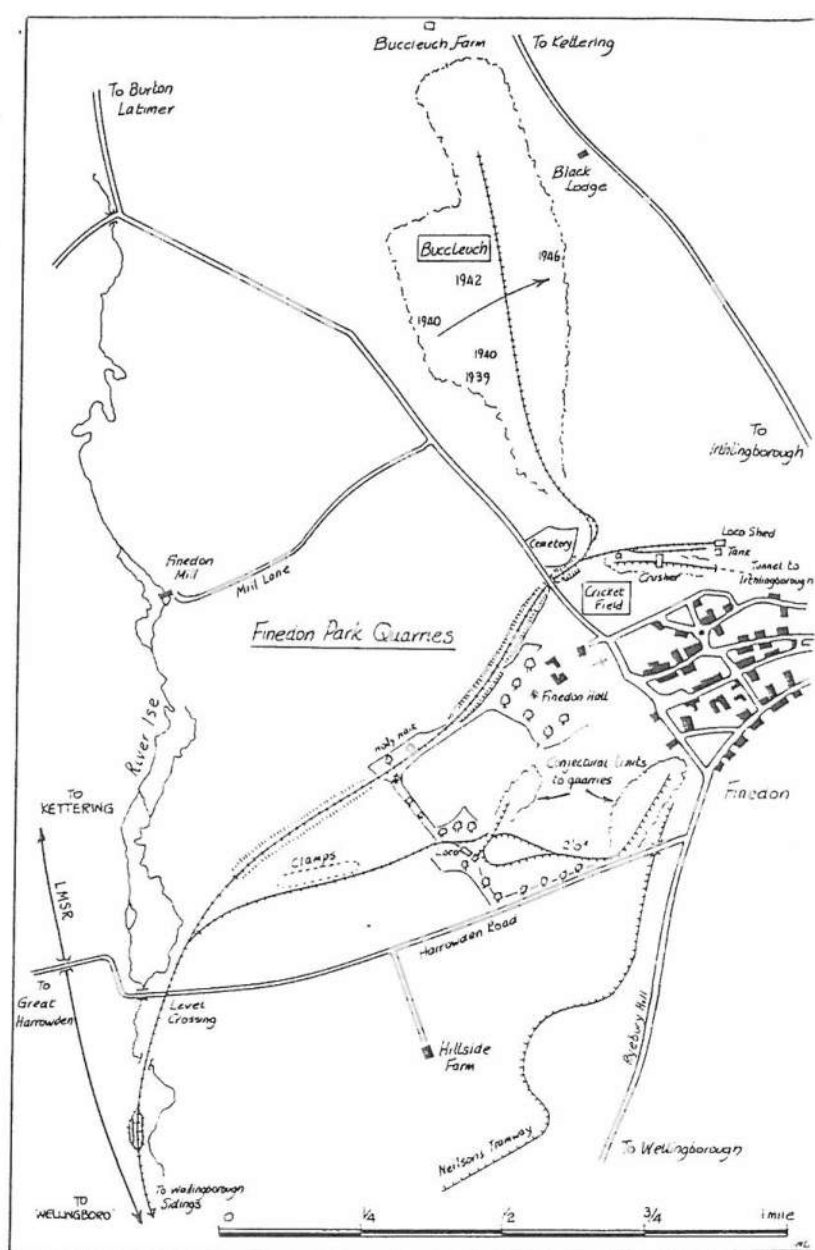 Buccleuch Farm
To Kettering
To Burton
Latimer
Black
Lodge
Buccleuch
1946
1942
1940
1940
1939
To
Irthlingborough
Loco Shed
Cemetery
Tank
Crusher
Tunnel to
Irthlingborough
Finedon
Mill
Mill Lane
Cricket
Field
Finedon Park Quarries
Finedon Hall
River Ise
Holly Walk
Conjectural limits
to quarries
TO
KETTERING
Finedon
LMSR
Clamps
Loco
2'0"
Harrowden Road
To
Great
Harrowden
Level
Crossing
Hillside
Farm
Ryebury Hill
Neilsons Tramway
To Wellingborough
TO
'WELLINGBORO'
To Wellingborough
Sidings
0
1/4
1/2
3/4
1 mile